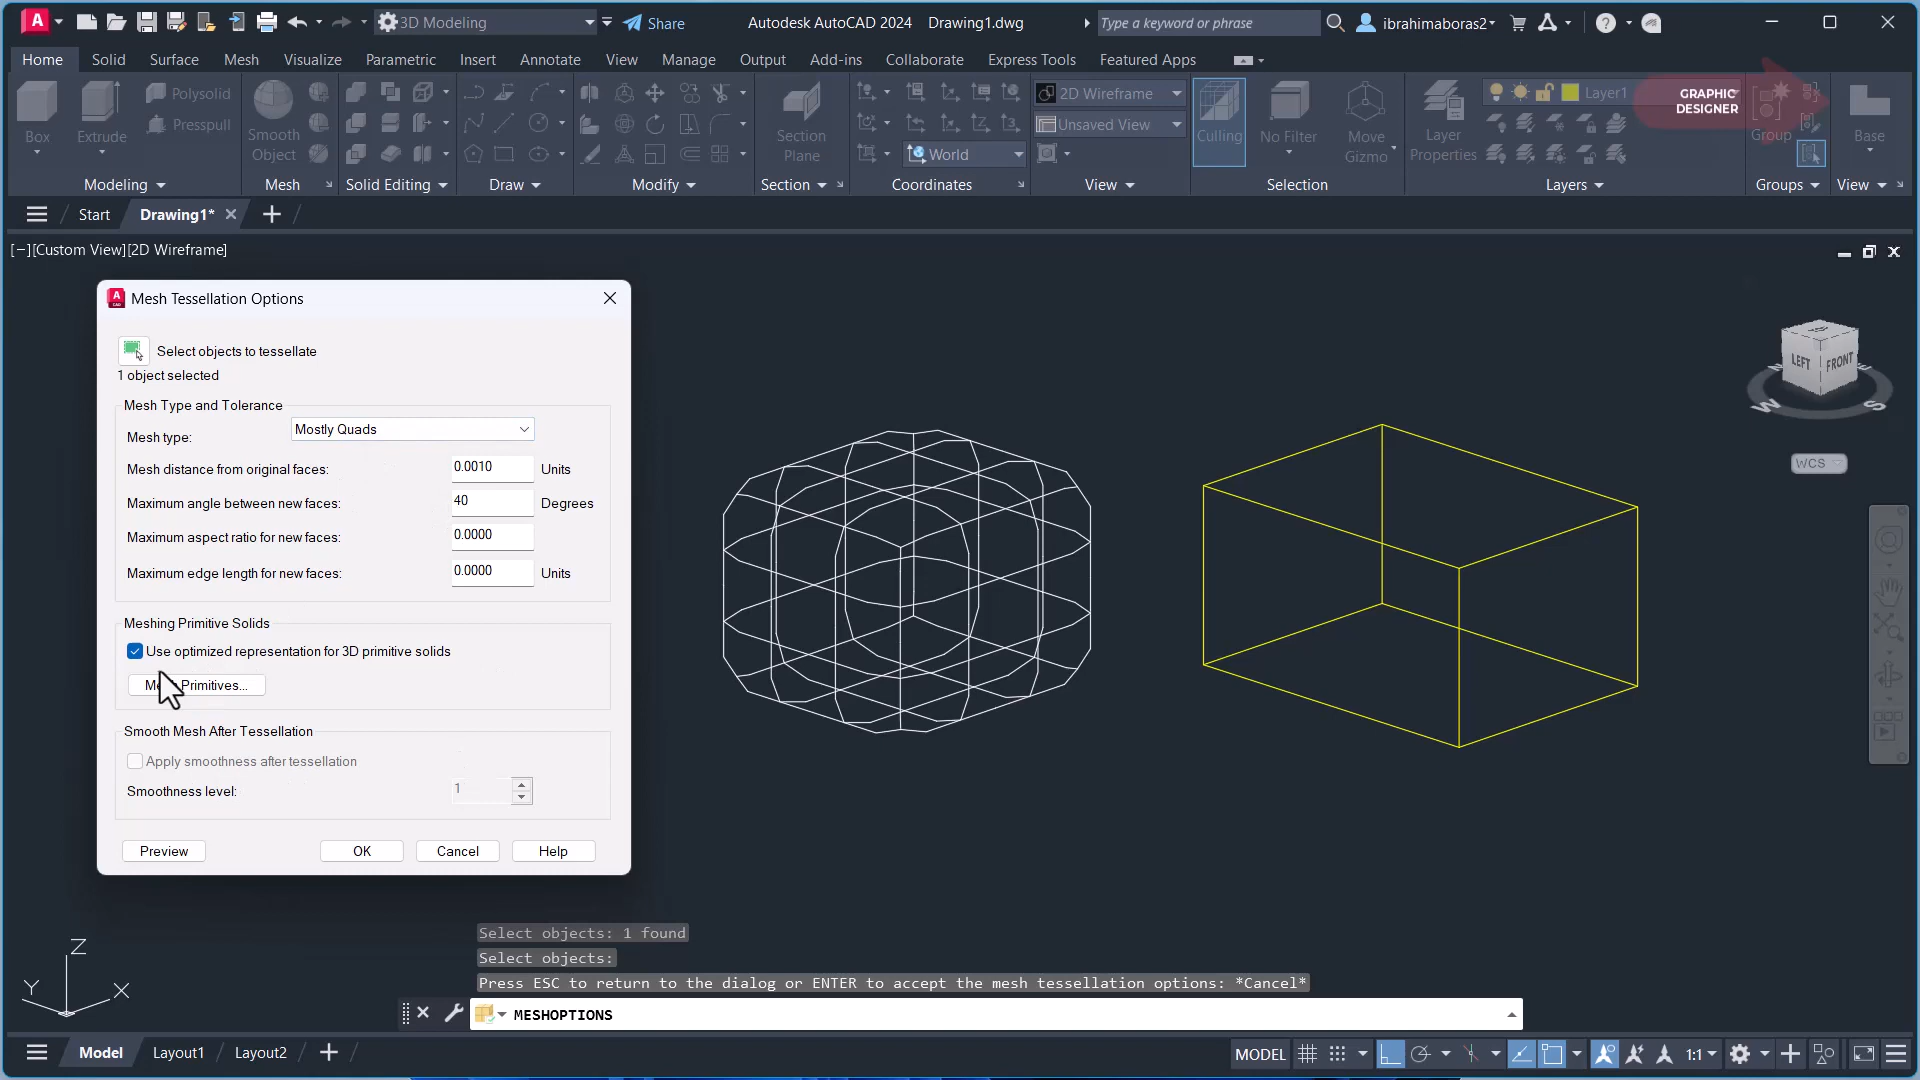 3D Modeling
Share
Autodesk AutoCAD 2024 Drawing1.dwg
Type a keyword or phrase
ibrahimaboras2
Home Solid Surface Mesh Visualize Parametric Insert Annotate View Manage Output Add-ins Collaborate Express Tools Featured Apps
Box
Extrude
Polysolid
Presspull
Smooth
Object
Section
Plane
World
2D Wireframe
Unsaved View
Culling
No Filter
Move
Gizmo
Layer
Properties
Layer1
GRAPHIC
DESIGNER
Group
Base
Modeling Mesh Solid Editing Draw Modify Section Coordinates View Selection Layers Groups View
Start Drawing1*
[−][Custom View][2D Wireframe]
Mesh Tessellation Options
Select objects to tessellate
1 object selected
Mesh Type and Tolerance
Mesh type: Mostly Quads
Mesh distance from original faces: 0.0010 Units
Maximum angle between new faces: 40 Degrees
Maximum aspect ratio for new faces: 0.0000
Maximum edge length for new faces: 0.0000 Units
Meshing Primitive Solids
Use optimized representation for 3D primitive solids
Primitives...
Smooth Mesh After Tessellation
Apply smoothness after tessellation
Smoothness level: 1
Preview OK Cancel Help
LEFT FRONT
W S
WCS
Z
Y X
Select objects: 1 found
Select objects:
Press ESC to return to the dialog or ENTER to accept the mesh tessellation options: *Cancel*
MESHOPTIONS
Model Layout1 Layout2
MODEL 1:1